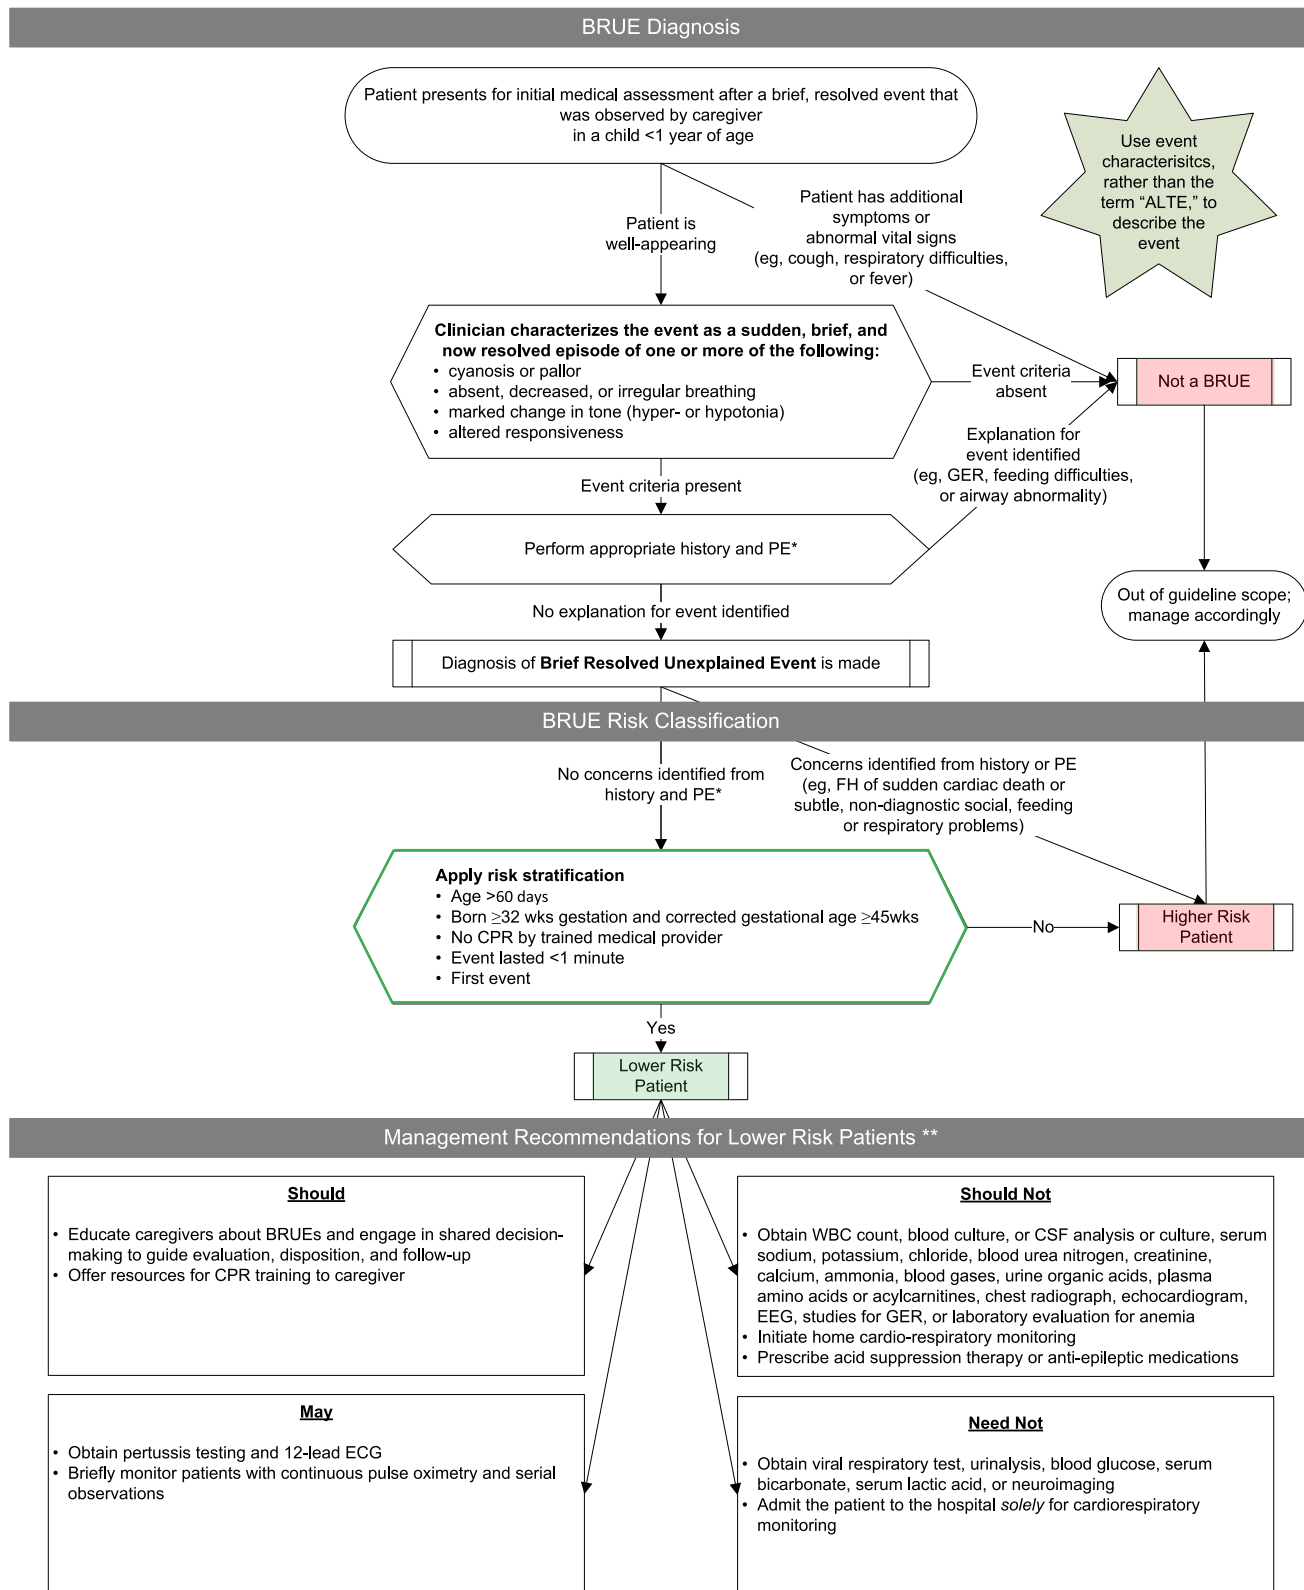 BRUE Diagnosis
Patient presents for initial medical assessment after a brief, resolved event that
was observed by caregiver
in a child <1 year of age
Use event
characterisitcs,
rather than the
term “ALTE,” to
describe the
event
Patient is
well-appearing
Patient has additional
symptoms or
abnormal vital signs
(eg, cough, respiratory difficulties,
or fever)
Clinician characterizes the event as a sudden, brief, and
now resolved episode of one or more of the following:
• cyanosis or pallor
• absent, decreased, or irregular breathing
• marked change in tone (hyper- or hypotonia)
• altered responsiveness
Event criteria
absent
Not a BRUE
Explanation for
event identified
(eg, GER, feeding difficulties,
or airway abnormality)
Event criteria present
Perform appropriate history and PE*
Out of guideline scope;
manage accordingly
No explanation for event identified
Diagnosis of Brief Resolved Unexplained Event is made
BRUE Risk Classification
No concerns identified from
history and PE*
Concerns identified from history or PE
(eg, FH of sudden cardiac death or
subtle, non-diagnostic social, feeding
or respiratory problems)
Apply risk stratification
• Age >60 days
• Born ≥32 wks gestation and corrected gestational age ≥45wks
• No CPR by trained medical provider
• Event lasted <1 minute
• First event
No
Higher Risk
Patient
Yes
Lower Risk
Patient
Management Recommendations for Lower Risk Patients **
Should
• Educate caregivers about BRUEs and engage in shared decision-
making to guide evaluation, disposition, and follow-up
• Offer resources for CPR training to caregiver
Should Not
• Obtain WBC count, blood culture, or CSF analysis or culture, serum
sodium, potassium, chloride, blood urea nitrogen, creatinine,
calcium, ammonia, blood gases, urine organic acids, plasma
amino acids or acylcarnitines, chest radiograph, echocardiogram,
EEG, studies for GER, or laboratory evaluation for anemia
• Initiate home cardio-respiratory monitoring
• Prescribe acid suppression therapy or anti-epileptic medications
May
• Obtain pertussis testing and 12-lead ECG
• Briefly monitor patients with continuous pulse oximetry and serial
observations
Need Not
• Obtain viral respiratory test, urinalysis, blood glucose, serum
bicarbonate, serum lactic acid, or neuroimaging
• Admit the patient to the hospital solely for cardiorespiratory
monitoring